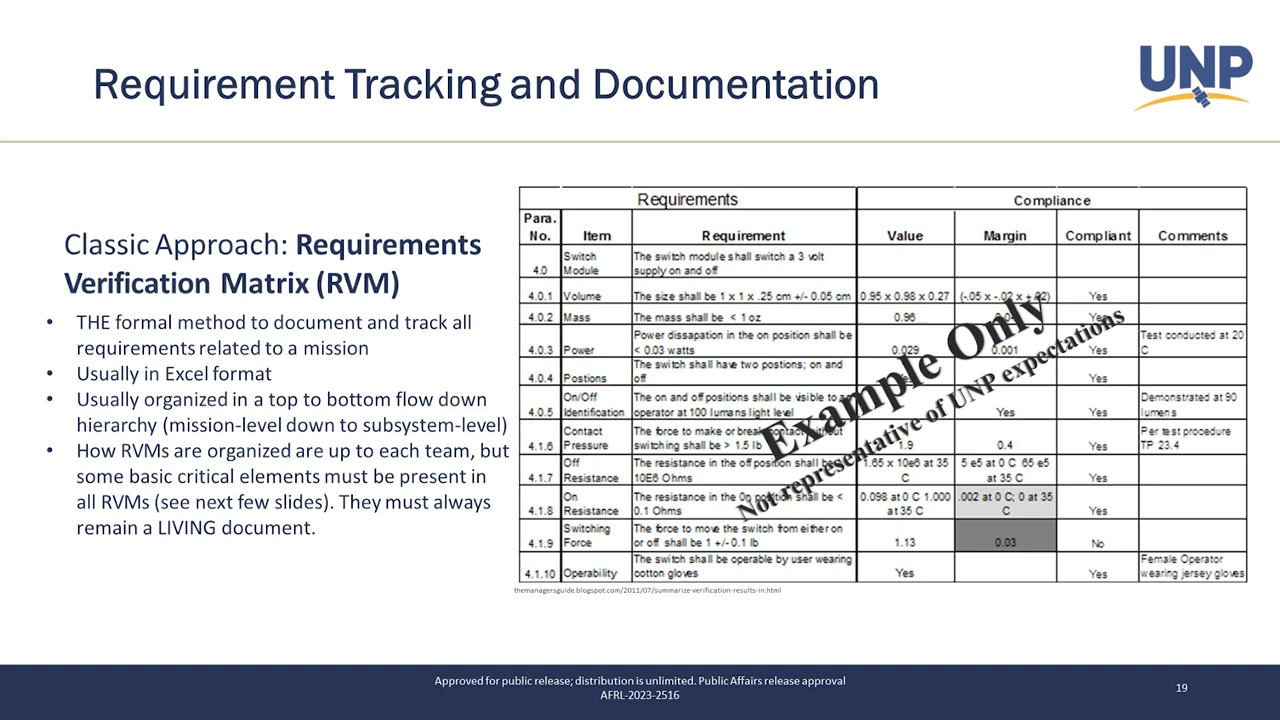 Requirement Tracking and Documentation
UNP
Classic Approach: Requirements
Verification Matrix (RVM)
• THE formal method to document and track all
requirements related to a mission
• Usually in Excel format
• Usually organized in a top to bottom flow down
hierarchy (mission-level down to subsystem-level)
• How RVMs are organized are up to each team, but
some basic critical elements must be present in
all RVMs (see next few slides). They must always
remain a LIVING document.
Requirements Compliance
Para.
No. Item Requirement Value Margin Compliant Comments
Switch The switch module shall switch a 3 volt
4.0 Module supply on and off
4.0.1 Volume The size shall be 1 x 1 x .25 cm +/- 0.05 cm 0.95 x 0.98 x 0.27 (-.05 x -.02 x +.02) Yes
4.0.2 Mass The mass shall be < 1 oz 0.96 Yes
Power dissapation in the on position shall be Test conducted at 20
4.0.3 Power < 0.03 watts 0.029 0.001 Yes C
The switch shall have two postions; on and
4.0.4 Postions off Yes
On/Off The on and off positions shall be visible to an Demonstrated at 90
4.0.5 Identification operator at 100 lumans light level Yes Yes lumens
Contact The force to make or break contact without Per test procedure
4.1.6 Pressure switching shall be > 1.5 lb 1.9 0.4 Yes TP 23.4
Off The resistance in the off position shall be 1.65 x 10e6 at 35 5 e5 at 0 C 65 e5
4.1.7 Resistance 10E6 Ohms C at 35 C Yes
On The resistance in the 0n position shall be < 0.098 at 0 C 1.000 .002 at 0 C; 0 at 35
4.1.8 Resistance 0.1 Ohms at 35 C C Yes
Switching The force to move the switch from either on
4.1.9 Force or off shall be 1 +/- 0.1 lb 1.13 0.03 No
The switch shall be operable by user wearing Female Operator
4.1.10 Operability cotton gloves Yes Yes wearing jersey gloves
Example Only
Not representative of UNP expectations
themanagersguide.blogspot.com/2011/07/summarize-verification-results-in.html
Approved for public release; distribution is unlimited. Public Affairs release approval
AFRL-2023-2516
19